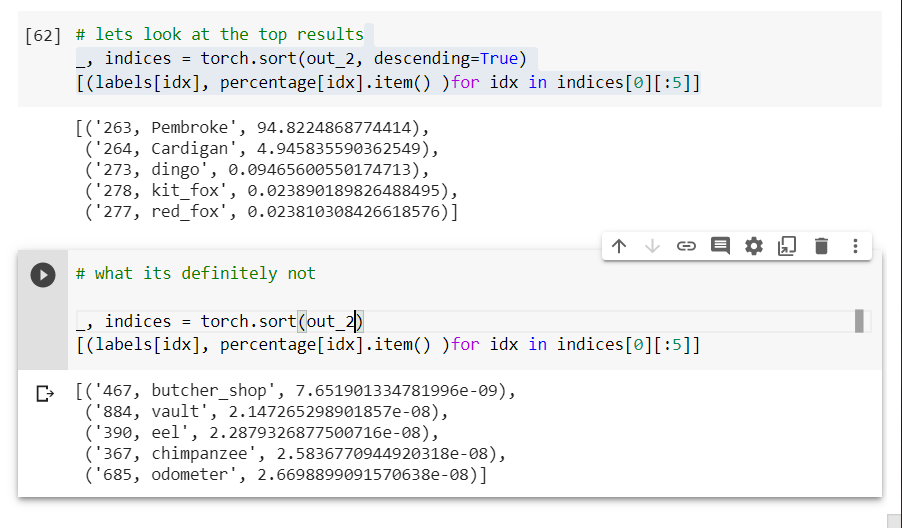 [62] # lets look at the top results
_, indices = torch.sort(out_2, descending=True)
[(labels[idx], percentage[idx].item() )for idx in indices[0][:5]]
[('263, Pembroke', 94.8224868774414),
('264, Cardigan', 4.945835590362549),
('273, dingo', 0.09465600550174713),
('278, kit_fox', 0.023890189826488495),
('277, red_fox', 0.023810308426618576)]
# what its definitely not
_, indices = torch.sort(out_2)
[(labels[idx], percentage[idx].item() )for idx in indices[0][:5]]
[('467, butcher_shop', 7.651901334781996e-09),
('884, vault', 2.147265298901857e-08),
('390, eel', 2.2879326877500716e-08),
('367, chimpanzee', 2.5836770944920318e-08),
('685, odometer', 2.6698899091570638e-08)]